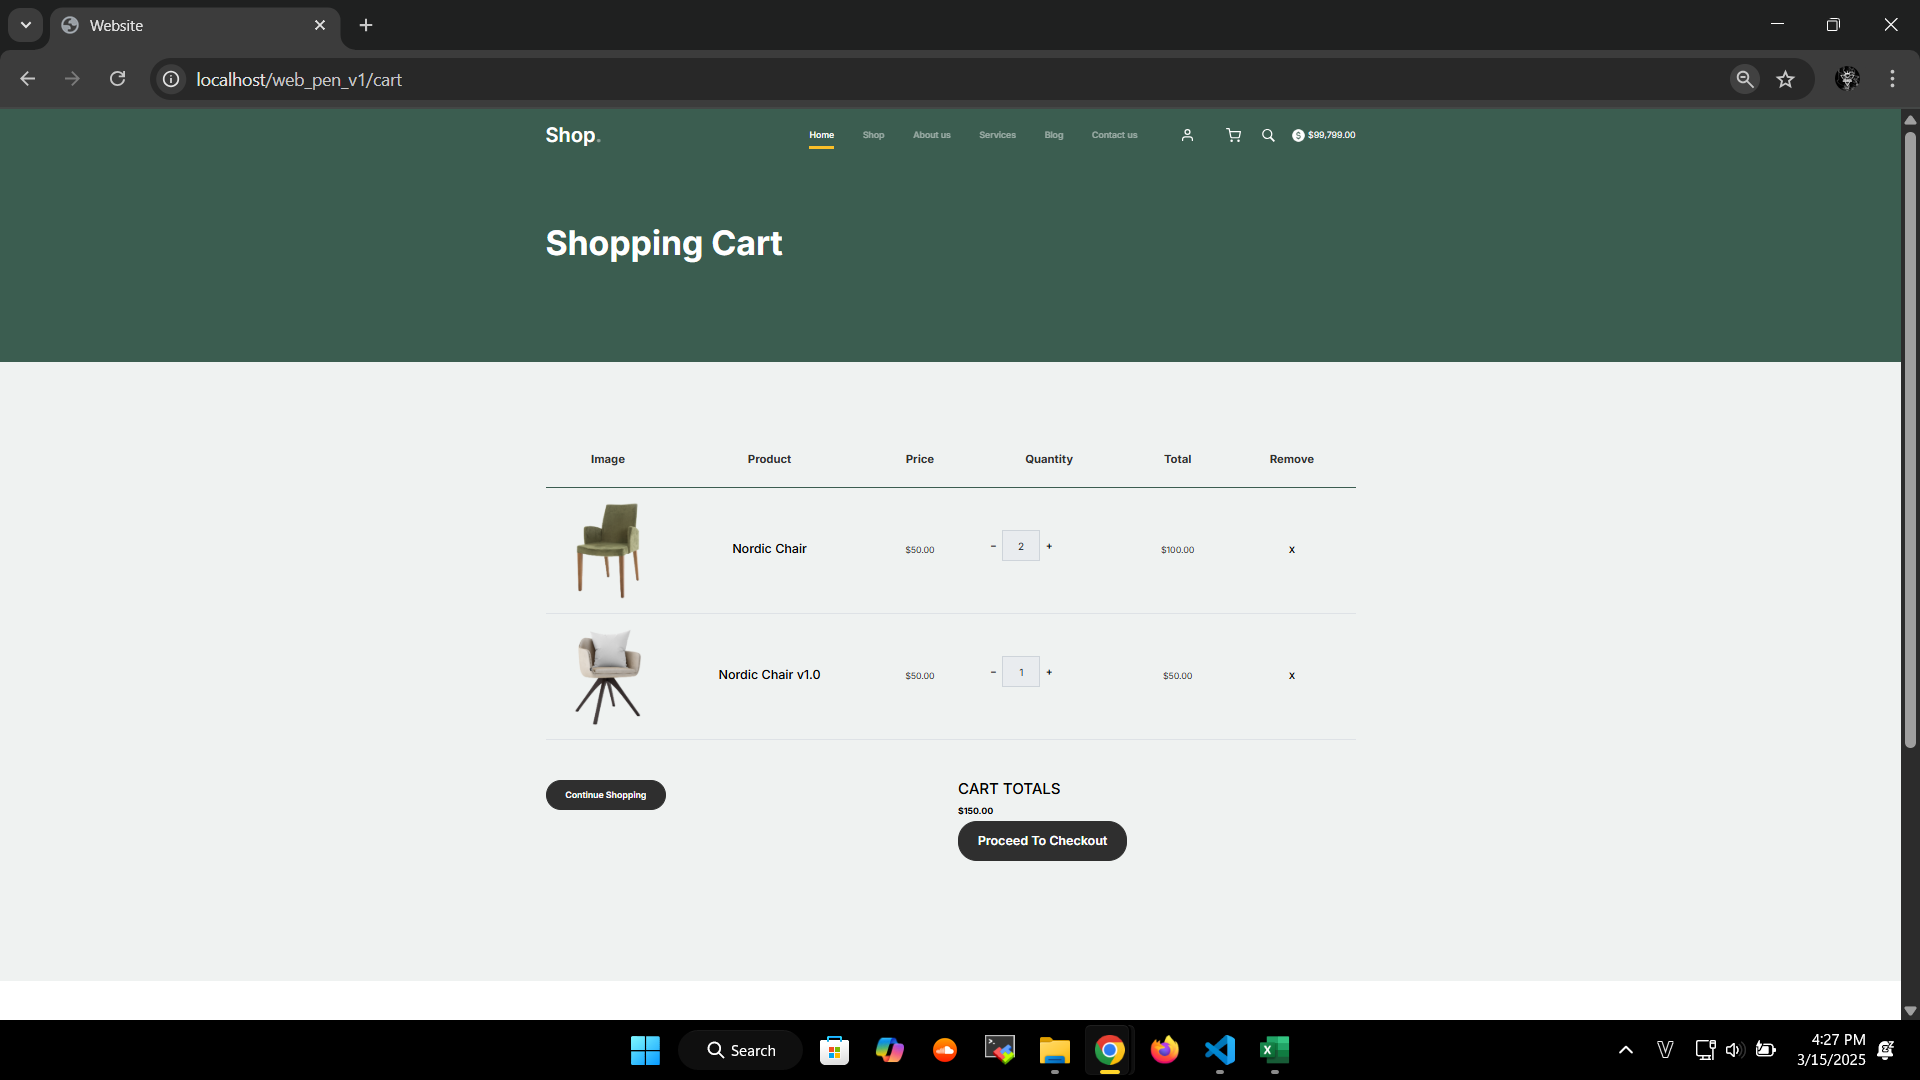 Website
localhost/web_pen_v1/cart
Shop.
Home Shop About us Services Blog Contact us $ $99,799.00
Shopping Cart
Image Product Price Quantity Total Remove
Nordic Chair $50.00 - 2 + $100.00 x
Nordic Chair v1.0 $50.00 - 1 + $50.00 x
Continue Shopping
CART TOTALS
$150.00
Proceed To Checkout
Search
4:27 PM
3/15/2025